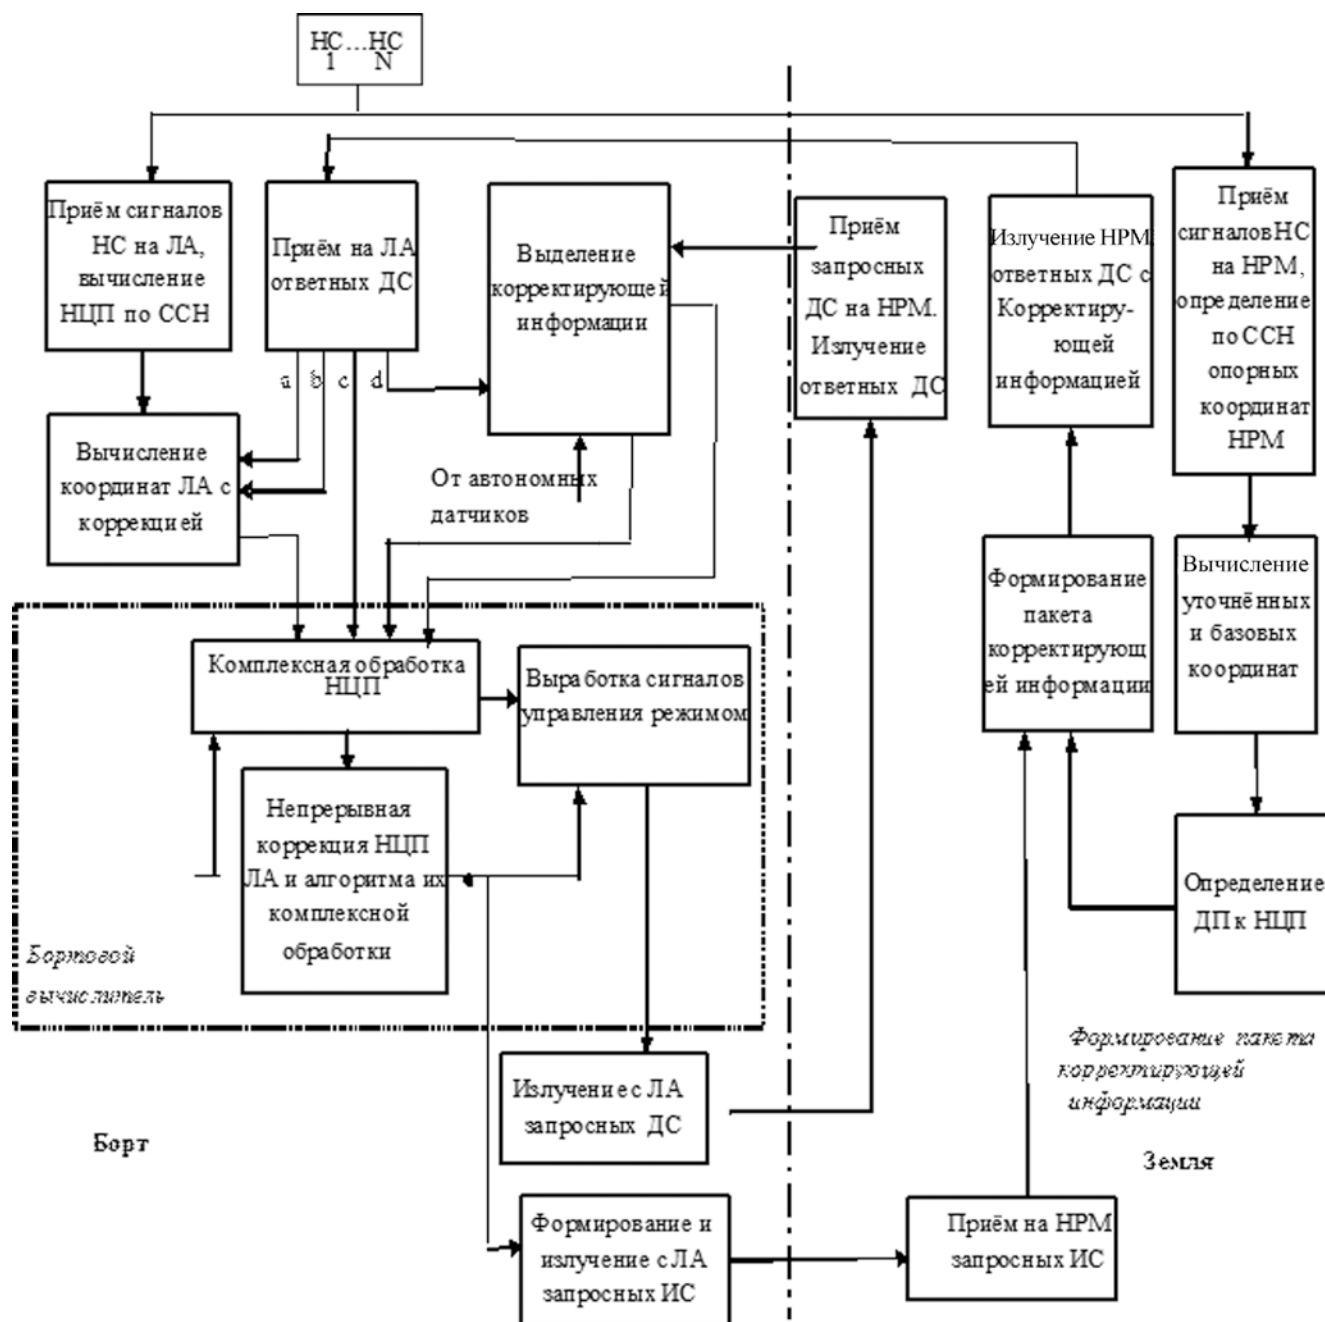 НС...НС
1 N
Приём сигналов
НС на ЛА,
вычисление
НЦП по ССН
Приём на ЛА
ответных ДС
a b c d
Выделение
корректирующей
информации
Приём
запросных
ДС на НРМ.
Излучение
ответных ДС
Излучение НРМ
ответных ДС с
Корректиру-
ющей
информацией
Приём
сигналов НС
на НРМ,
определение
по ССН
опорных
координат
НРМ
Вычисление
координат ЛА с
коррекцией
От автономных
датчиков
Формирование
пакета
корректирующ
ей информации
Вычисление
уточнённых
и базовых
координат
Комплексная обработка
НЦП
Выработка сигналов
управления режимом
Непрерывная
коррекция НЦП
ЛА и алгоритма их
комплексной
обработки
Определение
ДП к НЦП
Бортовой
вычислитель
Формирование пакета
корректирующей
информации
Излучение с ЛА
запросных ДС
Борт
Земля
Формирование и
излучение с ЛА
запросных ИС
Приём на НРМ
запросных ИС